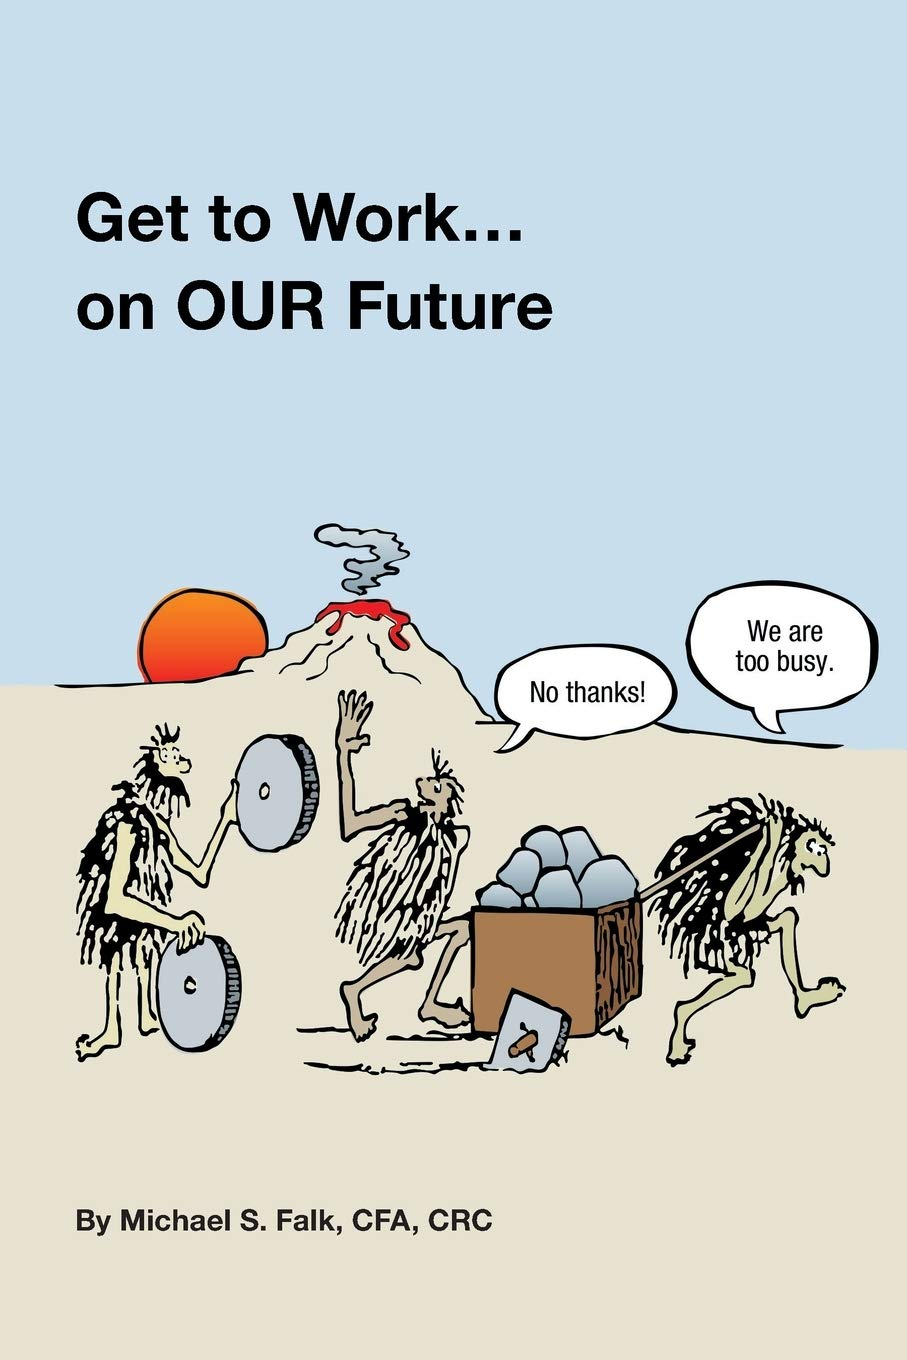 Get to Work...
on OUR Future
No thanks!
We are
too busy.
By Michael S. Falk, CFA, CRC